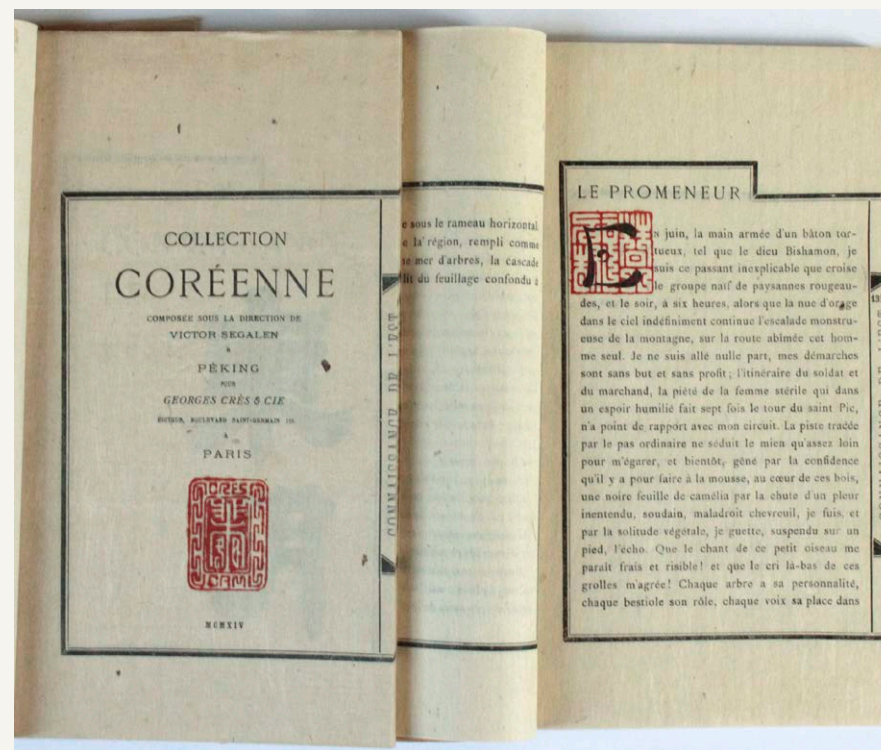 COLLECTION
CORÉENNE
COMPOSÉE SOUS LA DIRECTION DE
VICTOR SEGALEN
à
PÉKING
POUR
GEORGES CRÈS & CIE
ÉDITEUR, BOULEVARD SAINT-GERMAIN
à
PARIS
CRES
MCMXIV
CONNAISSANCE DE L'EST
sous le rameau horizontal
la région, rempli comme
mer d'arbres, la cascade
du feuillage confondu à
LE PROMENEUR
En juin, la main armée d'un bâton tor-
tueux, tel que le dieu Bishamon, je
suis ce passant inexplicable que croise
le groupe naïf de paysannes rougeau-
des, et le soir, à six heures, alors que la nue d'orage
dans le ciel indéfiniment continue l'escalade monstru-
euse de la montagne, sur la route abîmée cet hom-
me seul. Je ne suis allé nulle part, mes démarches
sont sans but et sans profit ; l'itinéraire du soldat et
du marchand, la piété de la femme stérile qui dans
un espoir humilié fait sept fois le tour du saint Pic,
n'a point de rapport avec mon circuit. La piste tracée
par le pas ordinaire ne séduit le mien qu'assez loin
pour m'égarer, et bientôt, gêné par la confidence
qu'il y a pour faire à la mousse, au cœur de ces bois,
une noire feuille de camélia par la chute d'un pleur
inentendu, soudain, maladroit chevreuil, je fuis, et
par la solitude végétale, je guette, suspendu sur un
pied, l'écho. Que le chant de ce petit oiseau me
paraît frais et risible! et que le cri là-bas de ces
grolles m'agrée! Chaque arbre a sa personnalité,
chaque bestiole son rôle, chaque voix sa place dans